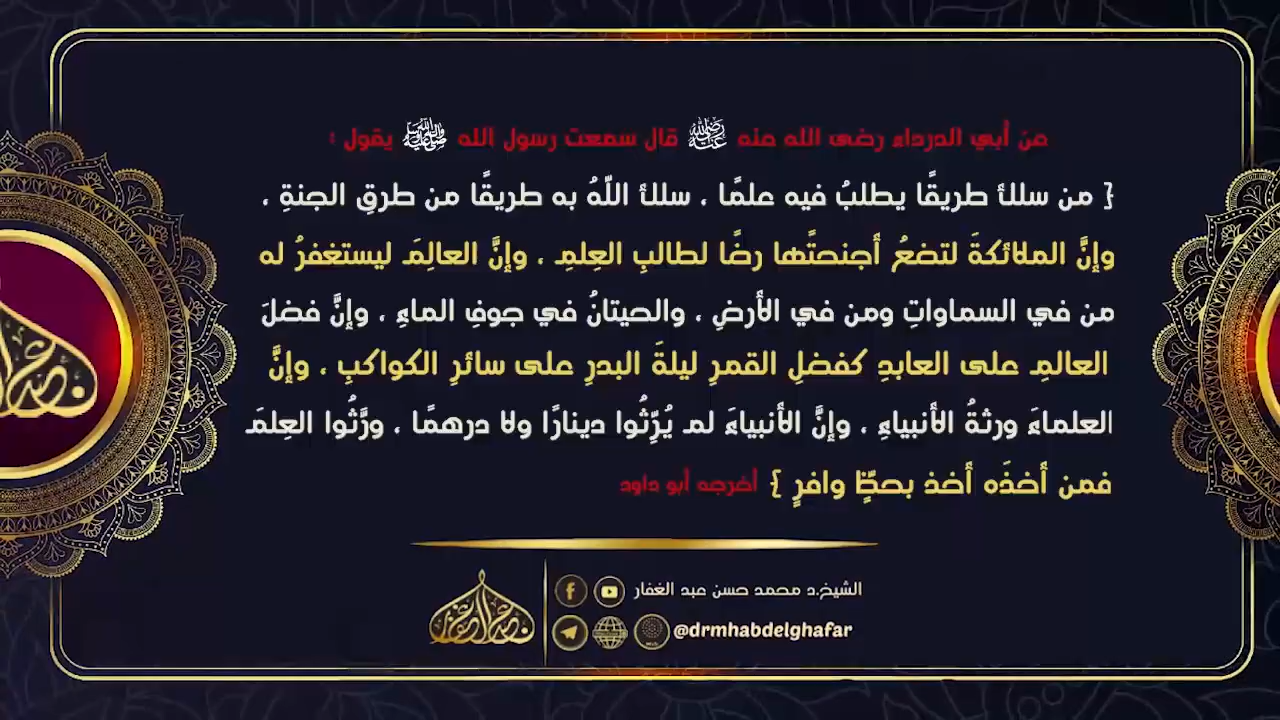 عن أبي الدرداء رضى الله عنه رضي الله عنه قال سمعت رسول الله ﷺ يقول :
{ من سلك طريقًا يطلبُ فيه علمًا ، سلك اللّهُ به طريقًا من طرقِ الجنةِ ،
وإنَّ الملائكةَ لتضعُ أجنحتَها رضًا لطالبِ العِلمِ ، وإنَّ العالِمَ ليستغفرُ له
من في السماواتِ ومن في الأرضِ ، والحيتانُ في جوفِ الماءِ ، وإنَّ فضلَ
العالمِ على العابدِ كفضلِ القمرِ ليلةَ البدرِ على سائرِ الكواكبِ ، وإنَّ
العلماءَ ورثةُ الأنبياءِ ، وإنَّ الأنبياءَ لم يُرِّثُوا دينارًا ولا درهمًا ، ورَّثُوا العِلمَ
فمن أخذَه أخذ بحظٍّ وافرٍ } أخرجه أبو داود
الشيخ.د محمد حسن عبد الغفار
@drmhabdelghafar